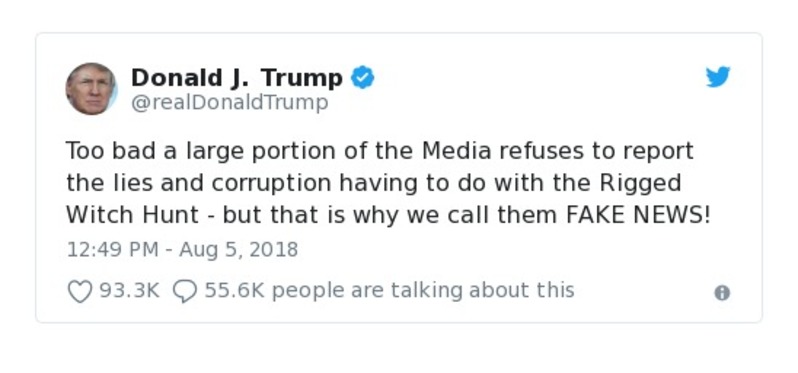 Donald J. Trump
@realDonaldTrump
Too bad a large portion of the Media refuses to report
the lies and corruption having to do with the Rigged
Witch Hunt - but that is why we call them FAKE NEWS!
12:49 PM - Aug 5, 2018
93.3K 55.6K people are talking about this